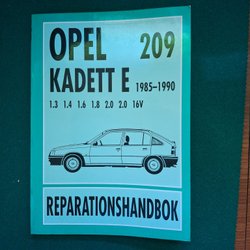 OPEL 209
KADETT E 1985–1990
1.3 1.4 1.6 1.8 2.0 2.0 16V
REPARATIONSHANDBOK